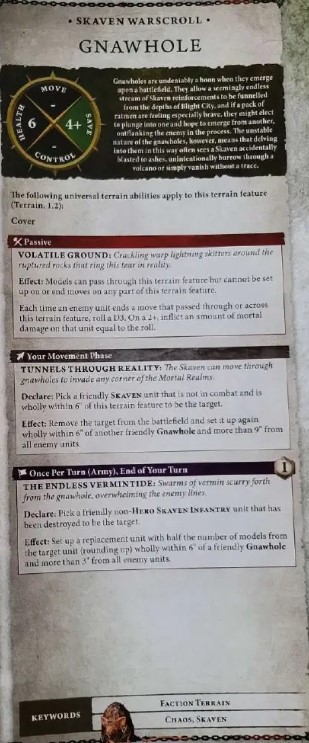 • SKAVEN WARSCROLL •
GNAWHOLE
MOVE
-
HEALTH
6
4+
SAVE
-
CONTROL
Gnawholes are undeniably a boon when they emerge
upon a battlefield. They allow a seemingly endless
stream of Skaven reinforcements to be funnelled
from the depths of Blight City, and if a pack of
ratmen are feeling especially brave, they might elect
to plunge into one and hope to emerge from another,
outflanking the enemy in the process. The unstable
nature of the gnawholes, however, means that delving
into them in this way often sees a Skaven accidentally
blasted to ashes, unintentionally burrow through a
volcano or simply vanish without a trace.
The following universal terrain abilities apply to this terrain feature
(Terrain, 1.2):
Cover
Passive
VOLATILE GROUND: Crackling warp lightning skitters around the
ruptured rocks that ring this tear in reality.
Effect: Models can pass through this terrain feature but cannot be set
up on or end moves on any part of this terrain feature.
Each time an enemy unit ends a move that passed through or across
this terrain feature, roll a D3. On a 2+, inflict an amount of mortal
damage on that unit equal to the roll.
Your Movement Phase
TUNNELS THROUGH REALITY: The Skaven can move through
gnawholes to invade any corner of the Mortal Realms.
Declare: Pick a friendly SKAVEN unit that is not in combat and is
wholly within 6" of this terrain feature to be the target.
Effect: Remove the target from the battlefield and set it up again
wholly within 6" of another friendly Gnawhole and more than 9" from
all enemy units.
Once Per Turn (Army), End of Your Turn
1
THE ENDLESS VERMINTIDE: Swarms of vermin scurry forth
from the gnawhole, overwhelming the enemy lines.
Declare: Pick a friendly non-HERO SKAVEN INFANTRY unit that has
been destroyed to be the target.
Effect: Set up a replacement unit with half the number of models from
the target unit (rounding up) wholly within 6" of a friendly Gnawhole
and more than 3" from all enemy units.
KEYWORDS
FACTION TERRAIN
CHAOS, SKAVEN